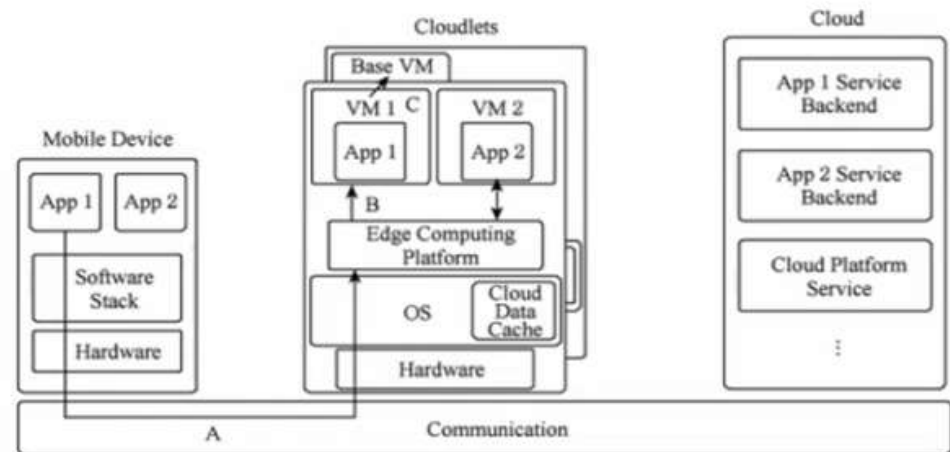 Cloudlets
Cloud
Base VM
VM 1
C
VM 2
App 1
App 2
Mobile Device
App 1
App 2
Software
Stack
Hardware
B
Edge Computing
Platform
OS
Cloud
Data
Cache
Hardware
App 1 Service
Backend
App 2 Service
Backend
Cloud Platform
Service
⋮
A
Communication